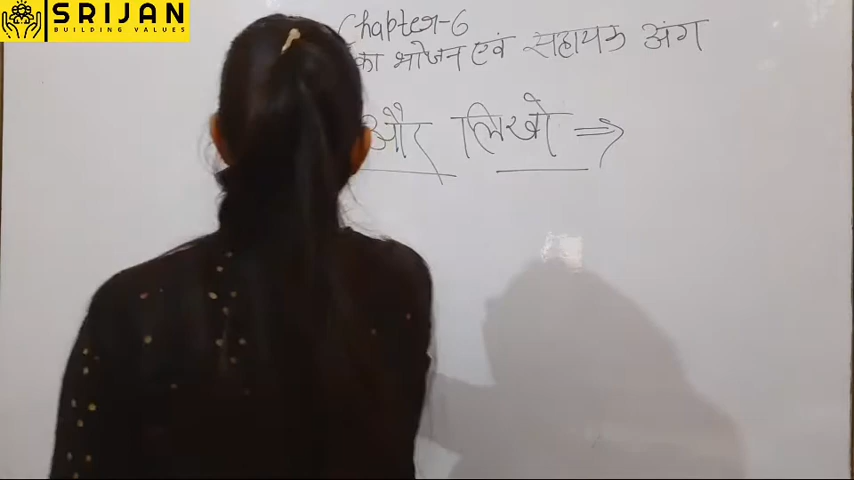 SRIJAN
BUILDING VALUES
Chapter-6
का भोजन एवं सहायक अंग
और लिखो ⇒